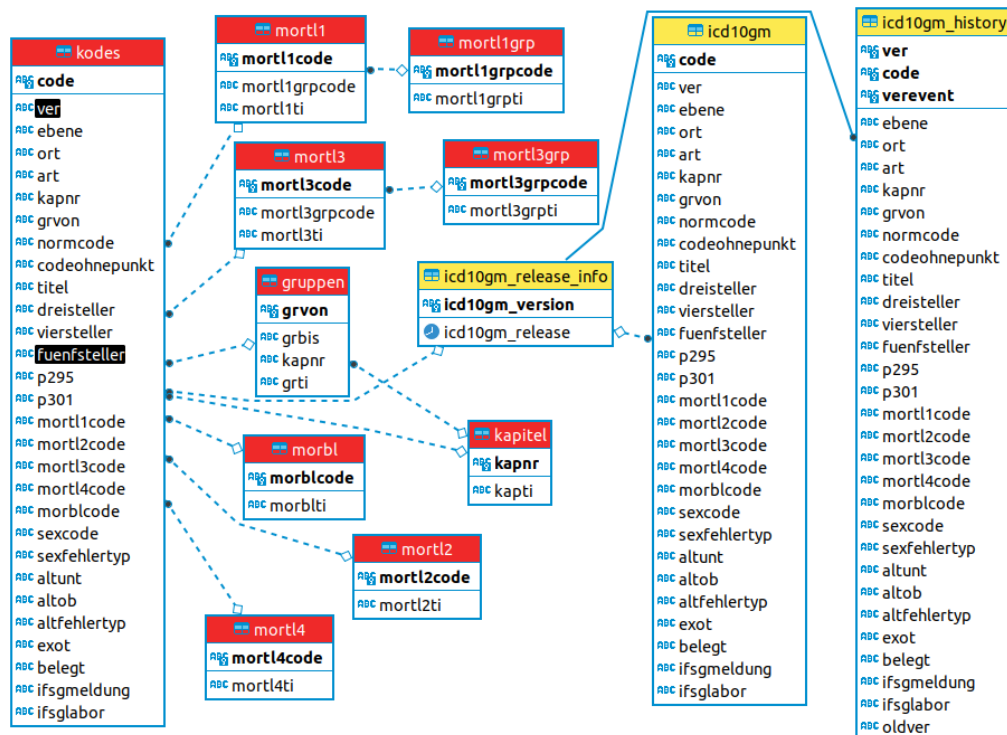 kodes
code
ver
ebene
ort
art
kapnr
grvon
normcode
codeohnepunkt
titel
dreisteller
viersteller
fuenfsteller
p295
p301
mortl1code
mortl2code
mortl3code
mortl4code
morblcode
sexcode
sexfehlertyp
altunt
altob
altfehlertyp
exot
belegt
ifsgmeldung
ifsglabor
mortl1
mortl1code
mortl1grpcode
mortl1ti
mortl1grp
mortl1grpcode
mortl1grpti
mortl3
mortl3code
mortl3grpcode
mortl3ti
mortl3grp
mortl3grpcode
mortl3grpti
gruppen
grvon
grbis
kapnr
grti
icd10gm_release_info
icd10gm_version
icd10gm_release
kapitel
kapnr
kapti
morbl
morblcode
morblti
mortl2
mortl2code
mortl2ti
mortl4
mortl4code
mortl4ti
icd10gm
code
ver
ebene
ort
art
kapnr
grvon
normcode
codeohnepunkt
titel
dreisteller
viersteller
fuenfsteller
p295
p301
mortl1code
mortl2code
mortl3code
mortl4code
morblcode
sexcode
sexfehlertyp
altunt
altob
altfehlertyp
exot
belegt
ifsgmeldung
ifsglabor
icd10gm_history
ver
code
verevent
ebene
ort
art
kapnr
grvon
normcode
codeohnepunkt
titel
dreisteller
viersteller
fuenfsteller
p295
p301
mortl1code
mortl2code
mortl3code
mortl4code
morblcode
sexcode
sexfehlertyp
altunt
altob
altfehlertyp
exot
belegt
ifsgmeldung
ifsglabor
oldver